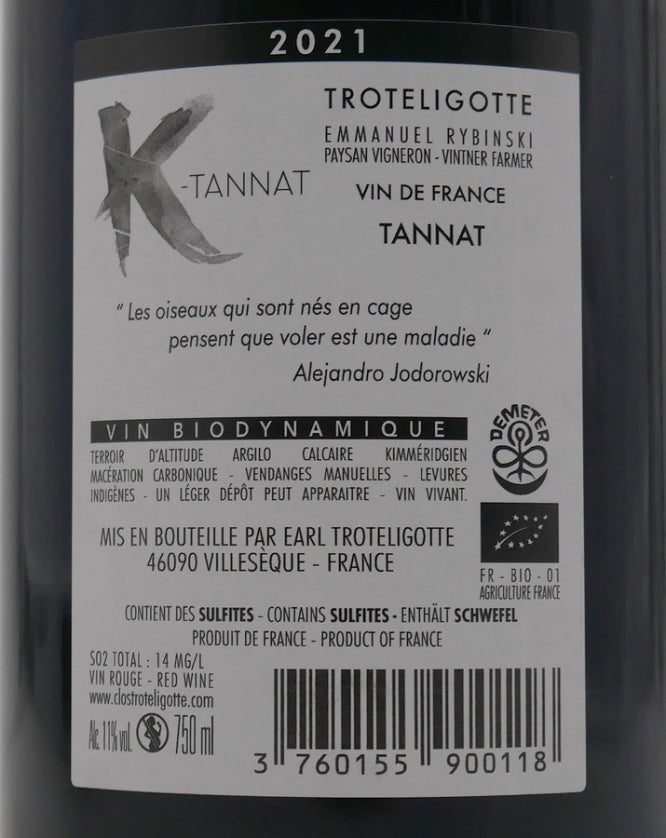 2021
K-TANNAT
TROTELIGOTTE
EMMANUEL RYBINSKI
PAYSAN VIGNERON - VINTNER FARMER
VIN DE FRANCE
TANNAT
“ Les oiseaux qui sont nés en cage
pensent que voler est une maladie “
Alejandro Jodorowski
VIN BIODYNAMIQUE
TERROIR D'ALTITUDE ARGILO CALCAIRE KIMMÉRIDGIEN
MACÉRATION CARBONIQUE - VENDANGES MANUELLES - LEVURES
INDIGÈNES - UN LÉGER DÉPÔT PEUT APPARAITRE - VIN VIVANT.
DEMETER
MIS EN BOUTEILLE PAR EARL TROTELIGOTTE
46090 VILLESÈQUE - FRANCE
FR - BIO - 01
AGRICULTURE FRANCE
CONTIENT DES SULFITES - CONTAINS SULFITES - ENTHÄLT SCHWEFEL
PRODUIT DE FRANCE - PRODUCT OF FRANCE
SO2 TOTAL : 14 MG/L
VIN ROUGE - RED WINE
www.clostroteligotte.com
Alc. 11% vol. 750 ml
3 760155 900118